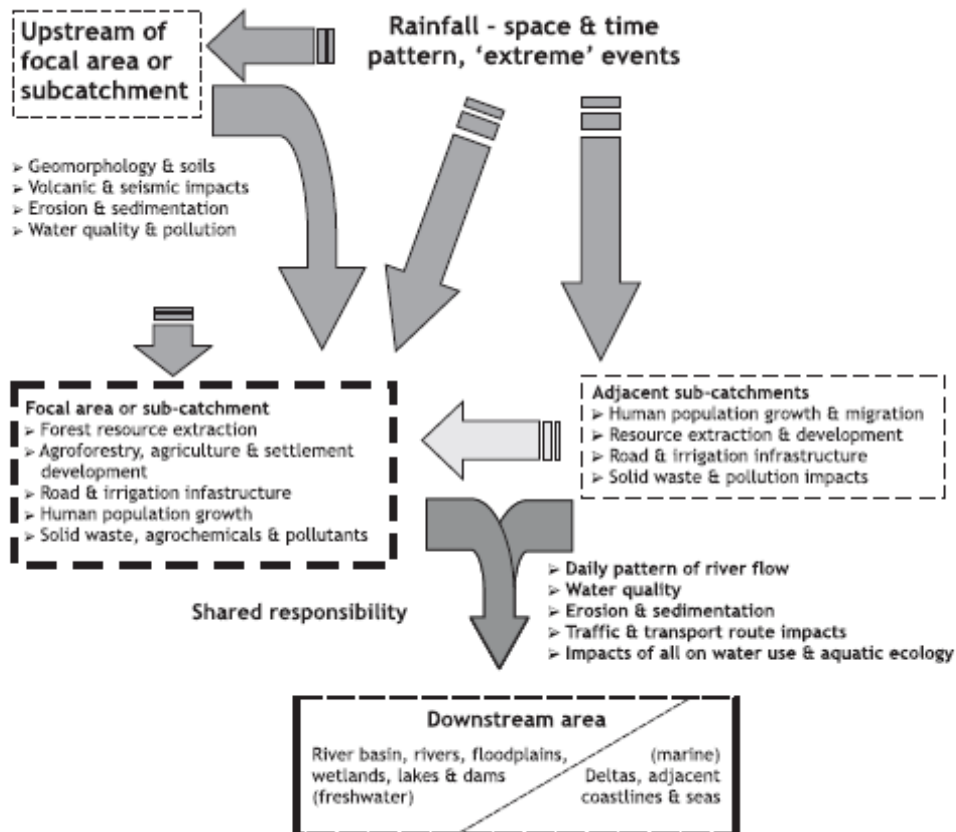 Upstream of
focal area or
subcatchment
Rainfall - space & time
pattern, ‘extreme’ events
➢ Geomorphology & soils
➢ Volcanic & seismic impacts
➢ Erosion & sedimentation
➢ Water quality & pollution
Focal area or sub-catchment
➢ Forest resource extraction
➢ Agroforestry, agriculture & settlement
development
➢ Road & irrigation infastructure
➢ Human population growth
➢ Solid waste, agrochemicals & pollutants
Adjacent sub-catchments
➢ Human population growth & migration
➢ Resource extraction & development
➢ Road & irrigation infrastructure
➢ Solid waste & pollution impacts
Shared responsibility
➢ Daily pattern of river flow
➢ Water quality
➢ Erosion & sedimentation
➢ Traffic & transport route impacts
➢ Impacts of all on water use & aquatic ecology
Downstream area
River basin, rivers, floodplains,
wetlands, lakes & dams
(freshwater)
(marine)
Deltas, adjacent
coastlines & seas